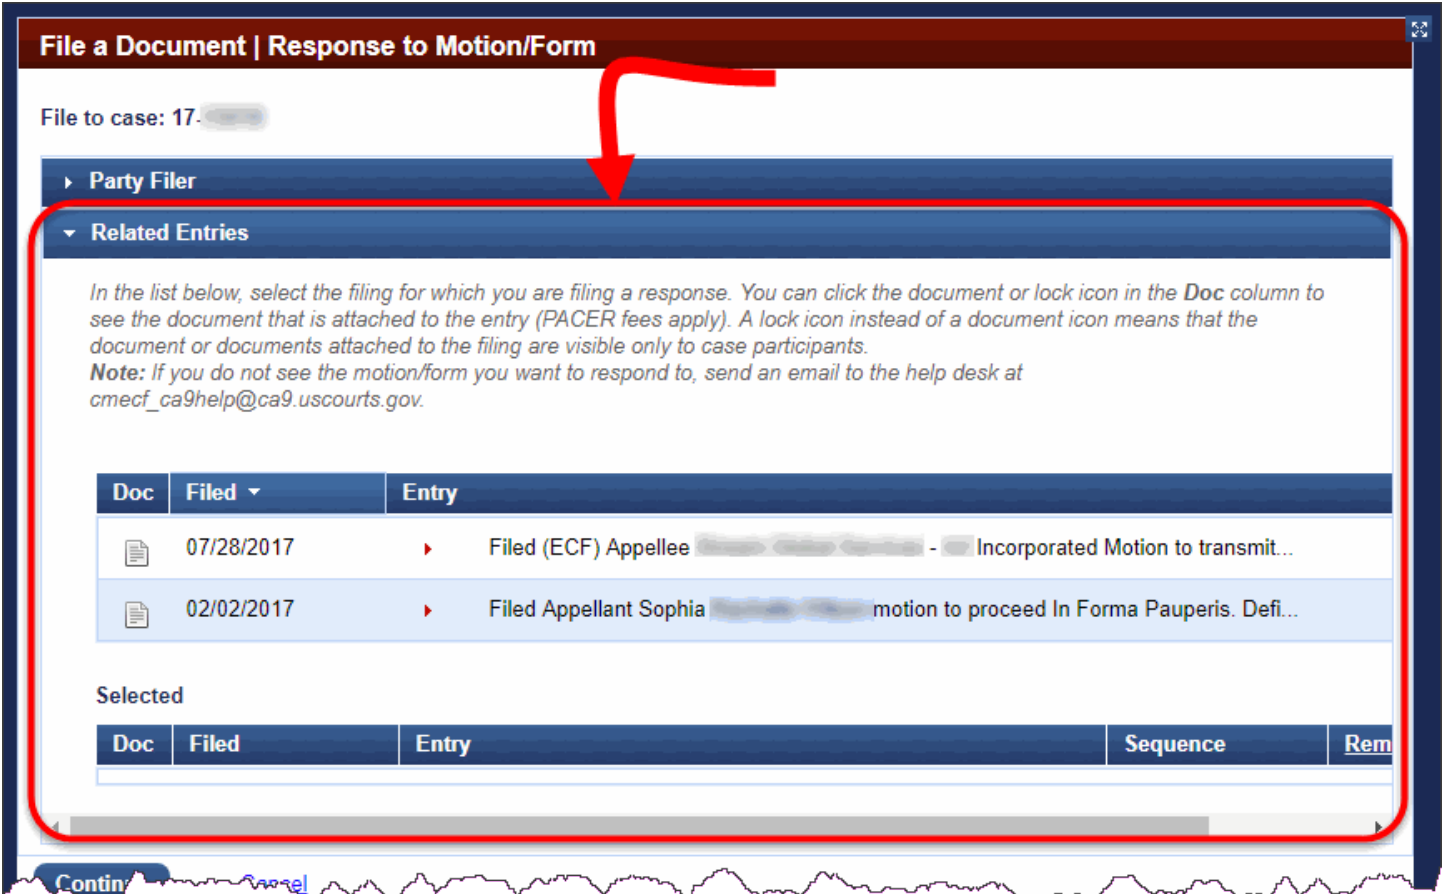 File a Document | Response to Motion/Form
File to case: 17-
Party Filer
Related Entries
In the list below, select the filing for which you are filing a response. You can click the document or lock icon in the Doc column to
see the document that is attached to the entry (PACER fees apply). A lock icon instead of a document icon means that the
document or documents attached to the filing are visible only to case participants.
Note: If you do not see the motion/form you want to respond to, send an email to the help desk at
cmecf_ca9help@ca9.uscourts.gov.
Doc Filed Entry
07/28/2017 Filed (ECF) Appellee - Incorporated Motion to transmit...
02/02/2017 Filed Appellant Sophia motion to proceed In Forma Pauperis. Defi...
Selected
Doc Filed Entry Sequence Rem
Contin Cancel